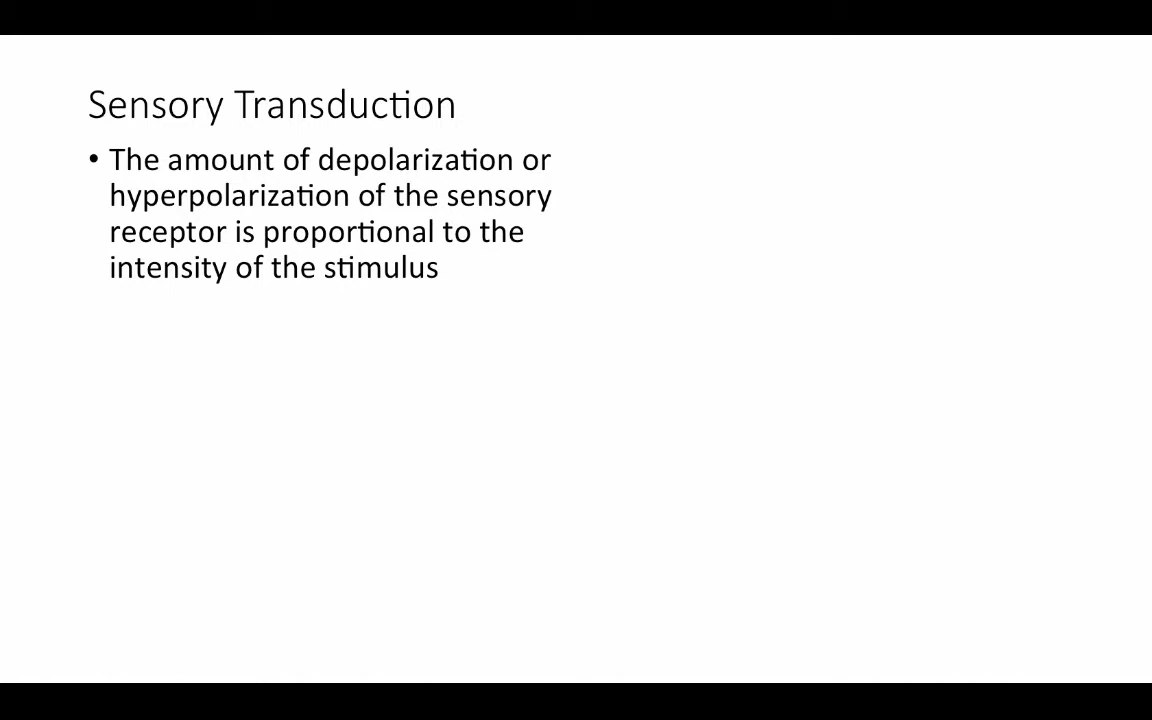 Sensory Transduction
• The amount of depolarization or
hyperpolarization of the sensory
receptor is proportional to the
intensity of the stimulus